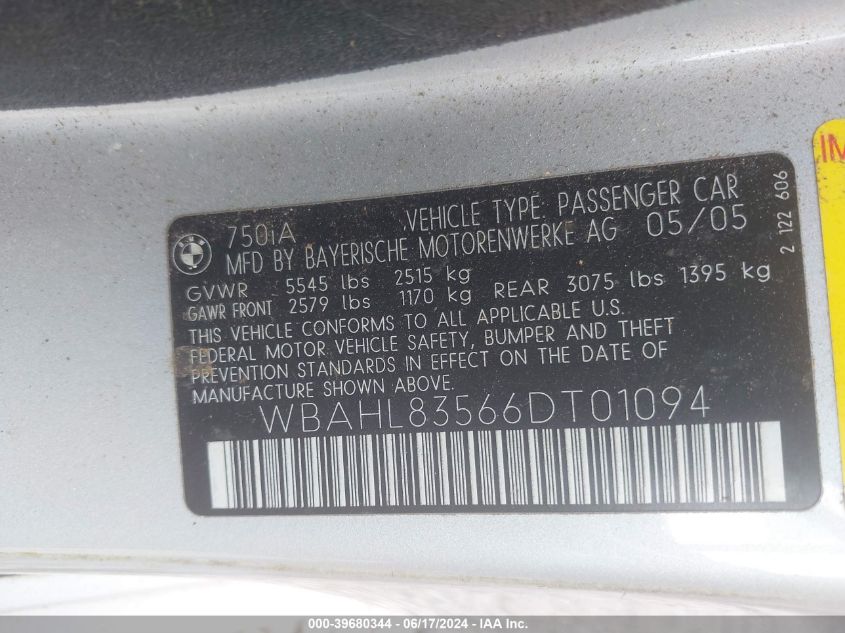 750iA VEHICLE TYPE: PASSENGER CAR
MFD BY BAYERISCHE MOTORENWERKE AG 05/05
GVWR 5545 lbs 2515 kg
GAWR FRONT 2579 lbs 1170 kg REAR 3075 lbs 1395 kg
THIS VEHICLE CONFORMS TO ALL APPLICABLE U.S.
FEDERAL MOTOR VEHICLE SAFETY, BUMPER AND THEFT
PREVENTION STANDARDS IN EFFECT ON THE DATE OF
MANUFACTURE SHOWN ABOVE.
WBAHL83566DT01094
2 122 606
BMW
000-39680344 - 06/17/2024 - IAA Inc.